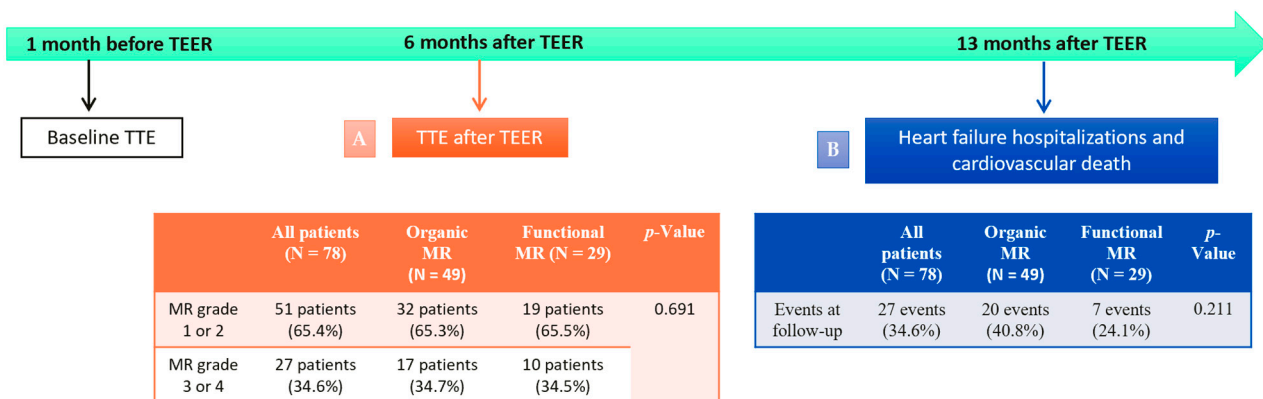 1 month before TEER
6 months after TEER
13 months after TEER
Baseline TTE
A
TTE after TEER
B
Heart failure hospitalizations and
cardiovascular death
All patients
(N = 78)
Organic
MR
(N = 49)
Functional
MR (N = 29)
p-Value
MR grade
1 or 2
51 patients
(65.4%)
32 patients
(65.3%)
19 patients
(65.5%)
0.691
MR grade
3 or 4
27 patients
(34.6%)
17 patients
(34.7%)
10 patients
(34.5%)
All
patients
(N = 78)
Organic
MR
(N = 49)
Functional
MR
(N = 29)
p-
Value
Events at
follow-up
27 events
(34.6%)
20 events
(40.8%)
7 events
(24.1%)
0.211